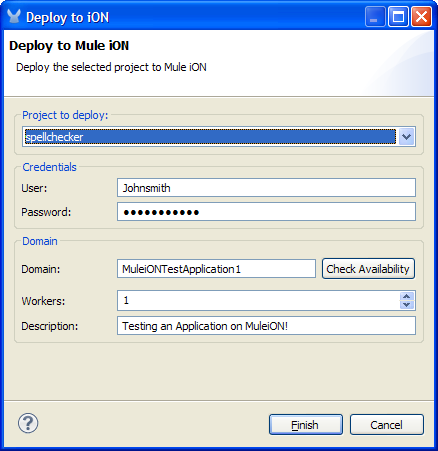 Deploy to iON
Deploy to Mule iON
Deploy the selected project to Mule iON
Project to deploy:
spellchecker
Credentials
User: Johnsmith
Password: ●●●●●●●●●●●
Domain
Domain: MuleiONTestApplication1 Check Availability
Workers: 1
Description: Testing an Application on MuleiON!
? Finish Cancel